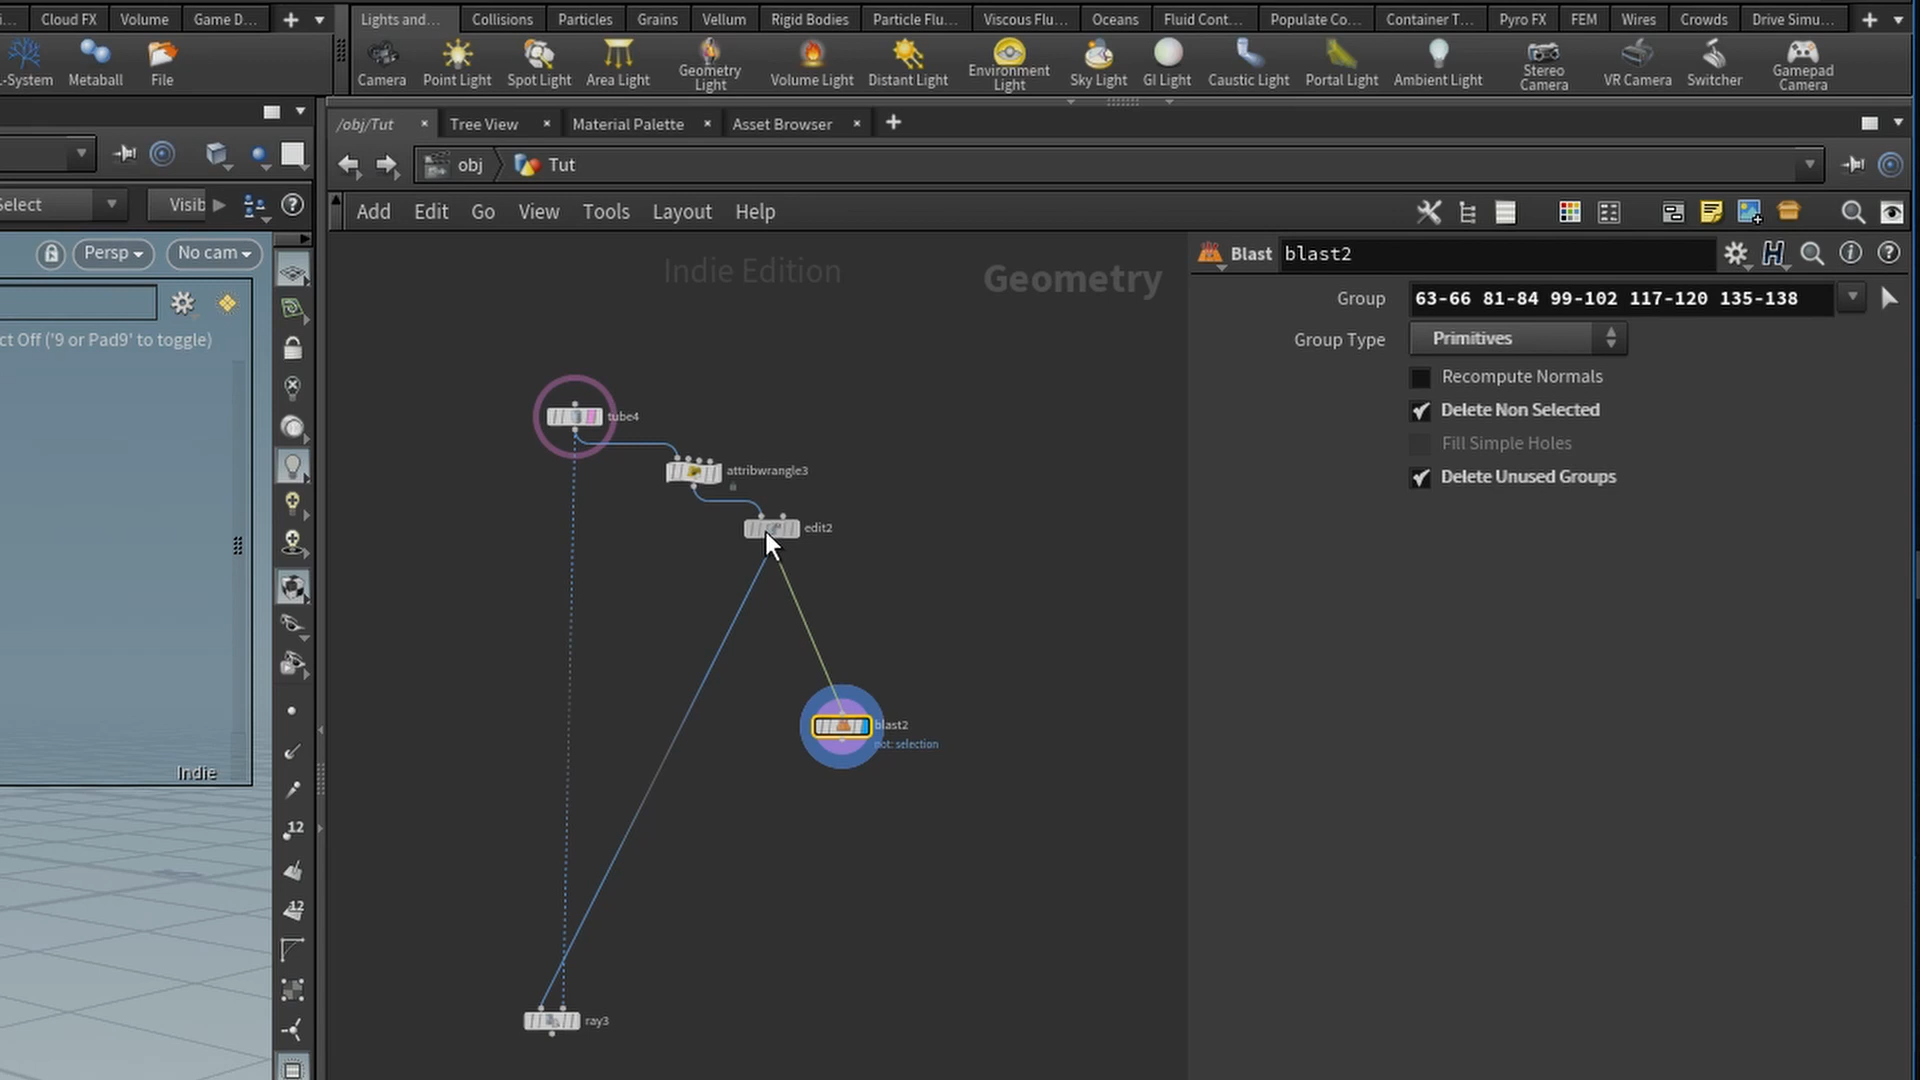 Cloud FX Volume Game D...
Lights and... Collisions Particles Grains Vellum Rigid Bodies Particle Flu... Viscous Flu... Oceans Fluid Cont... Populate Co... Container T... Pyro FX FEM Wires Crowds Drive Simu...
-System Metaball File
Camera Point Light Spot Light Area Light Geometry Light Volume Light Distant Light Environment Light Sky Light GI Light Caustic Light Portal Light Ambient Light Stereo Camera VR Camera Switcher Gamepad Camera
/obj/Tut Tree View Material Palette Asset Browser
obj Tut
Select Visib
Add Edit Go View Tools Layout Help
Persp No cam
ct Off ('9 or Pad9' to toggle)
Indie
12
12
Indie Edition
Geometry
tube4
attribwrangle3
edit2
blast2
not: selection
ray3
Blast blast2
Group 63-66 81-84 99-102 117-120 135-138
Group Type Primitives
Recompute Normals
Delete Non Selected
Fill Simple Holes
Delete Unused Groups